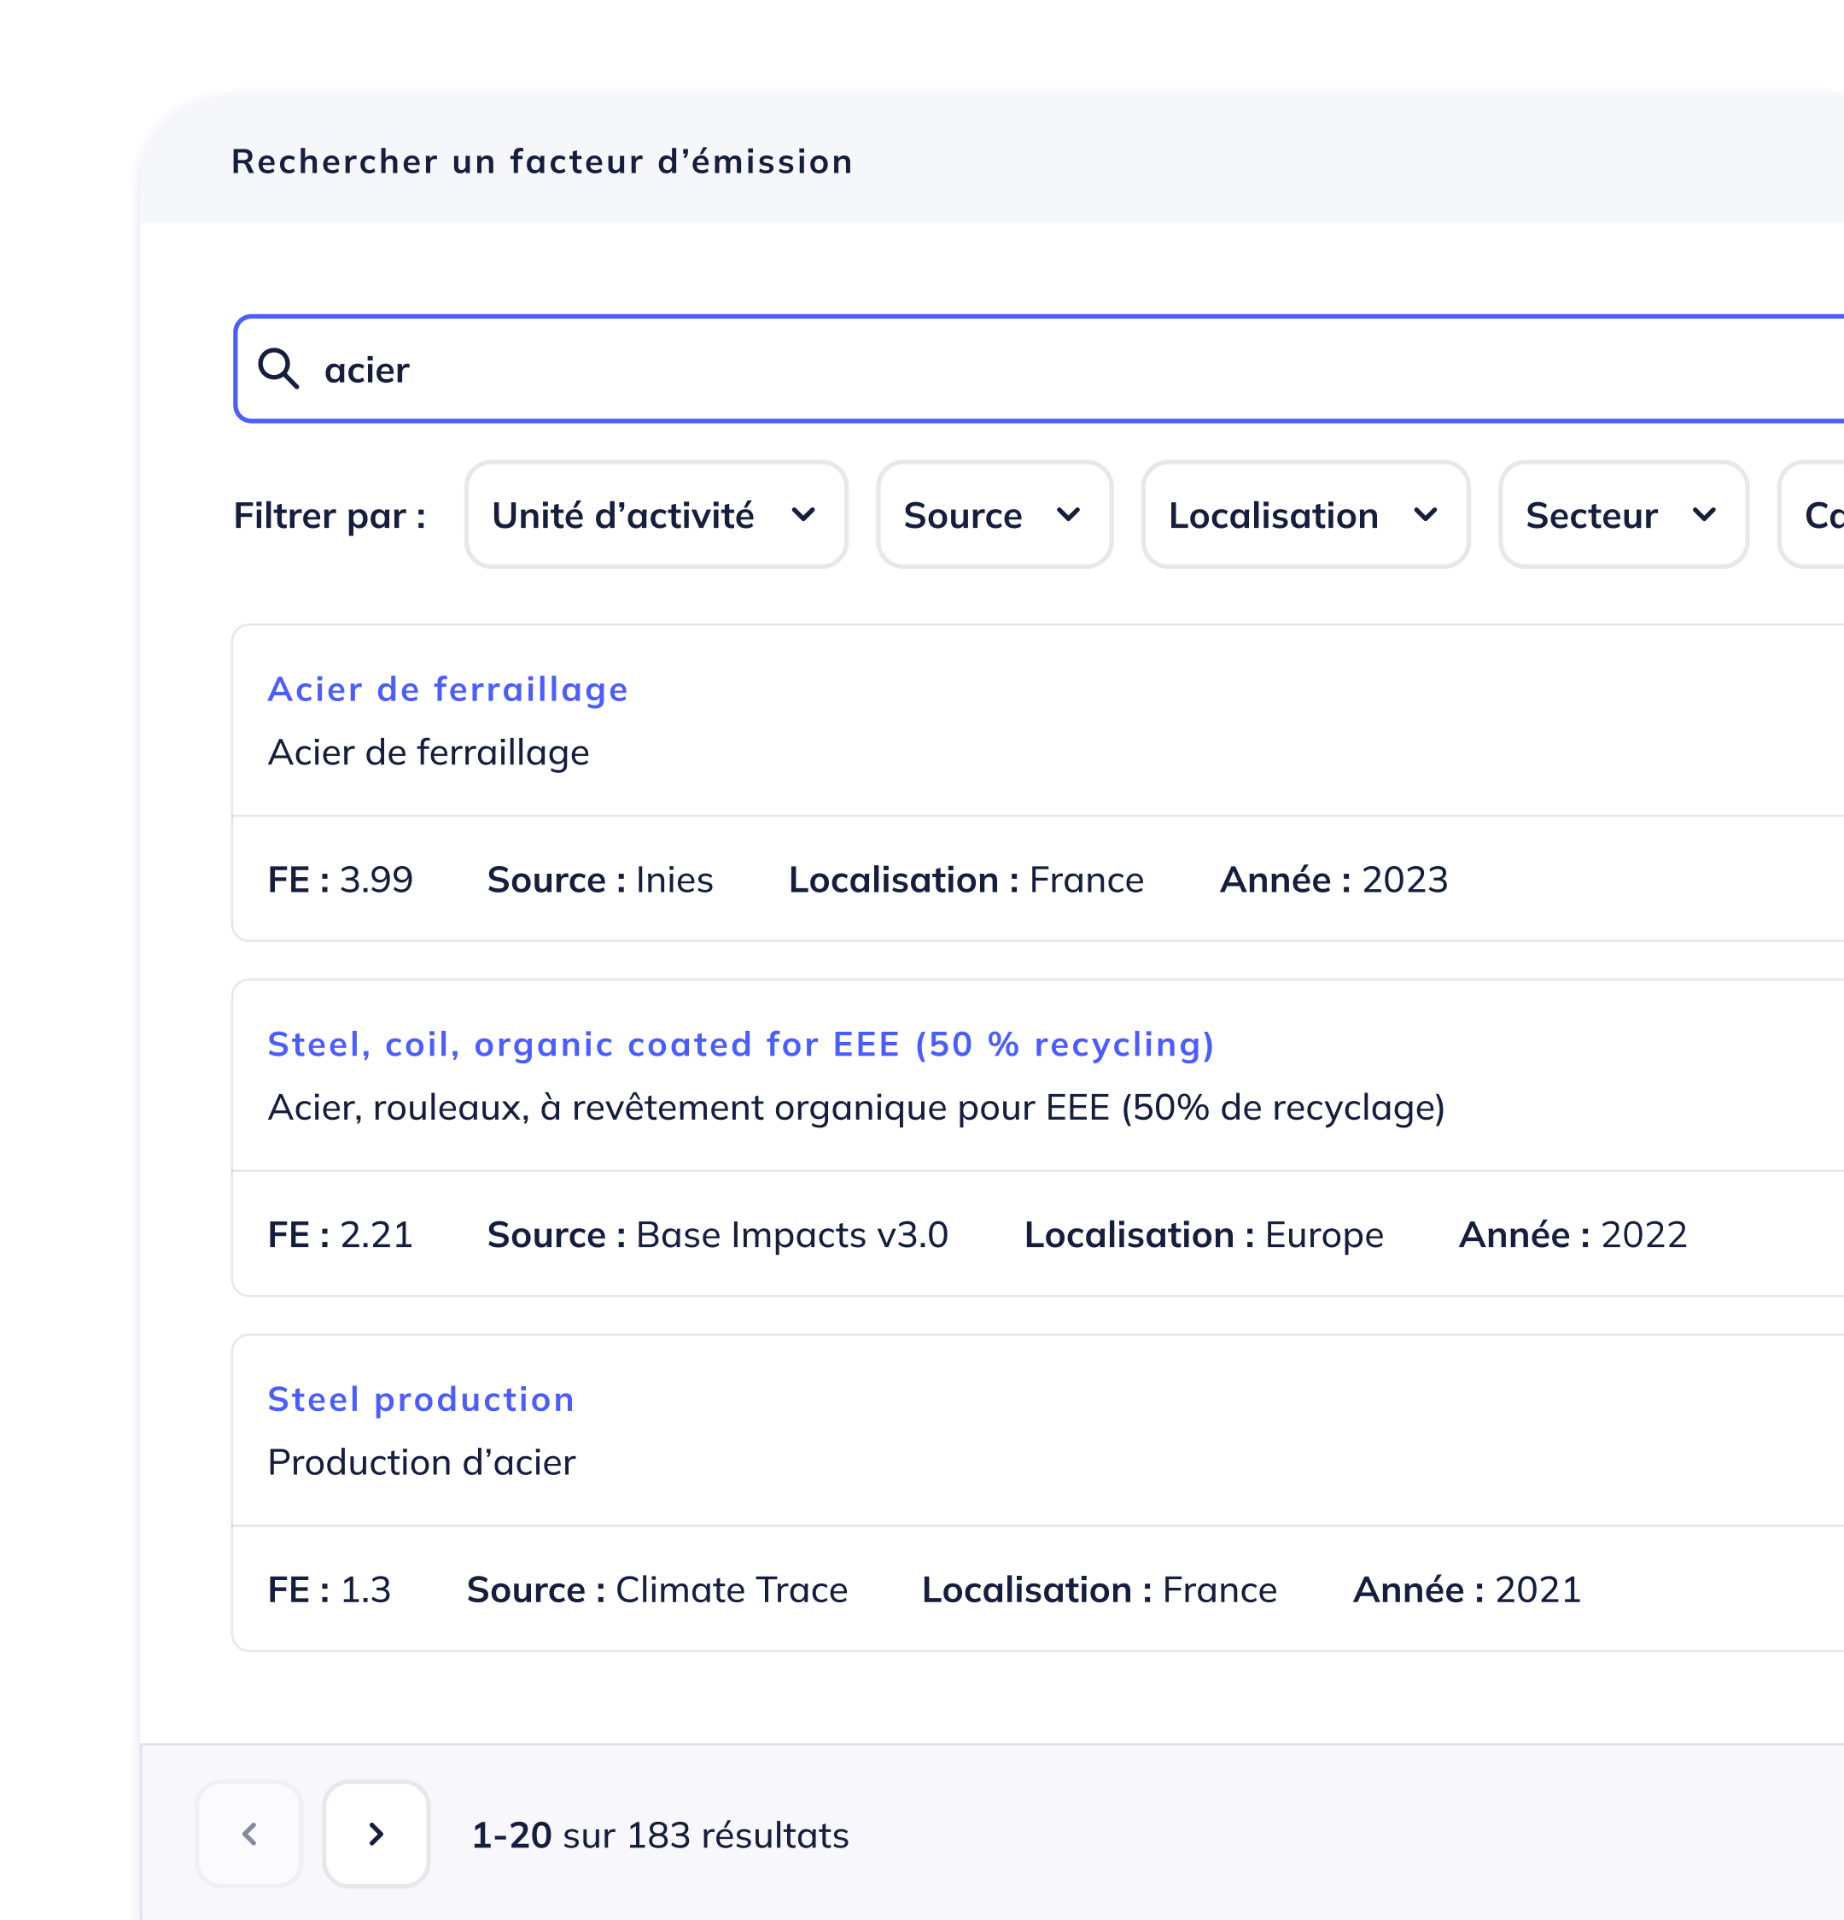 Rechercher un facteur d’émission
acier
Filtrer par : Unité d’activité Source Localisation Secteur
Acier de ferraillage
Acier de ferraillage
FE : 3.99 Source : Inies Localisation : France Année : 2023
Steel, coil, organic coated for EEE (50 % recycling)
Acier, rouleaux, à revêtement organique pour EEE (50% de recyclage)
FE : 2.21 Source : Base Impacts v3.0 Localisation : Europe Année : 2022
Steel production
Production d’acier
FE : 1.3 Source : Climate Trace Localisation : France Année : 2021
1-20 sur 183 résultats